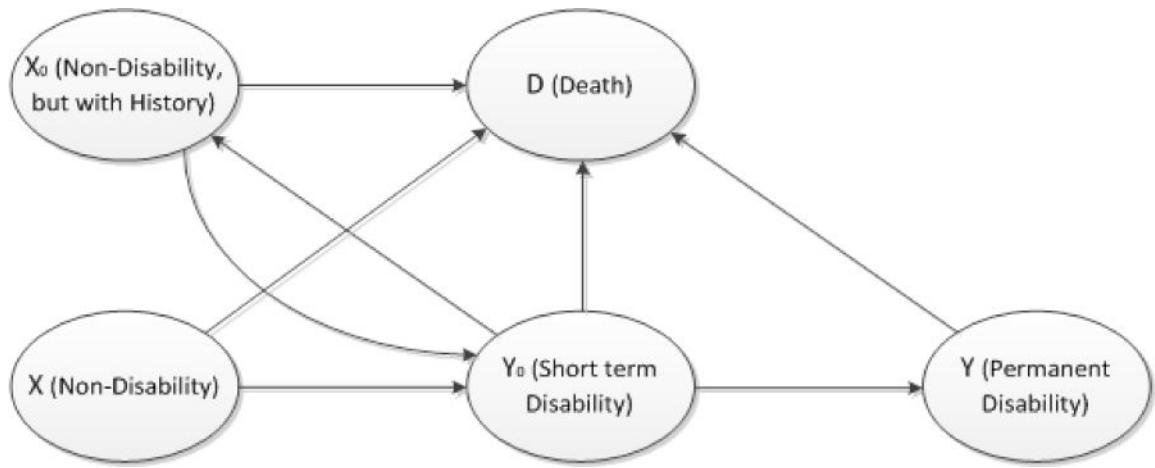 X₀ (Non-Disability,
but with History)
D (Death)
X (Non-Disability)
Y₀ (Short term
Disability)
Y (Permanent
Disability)